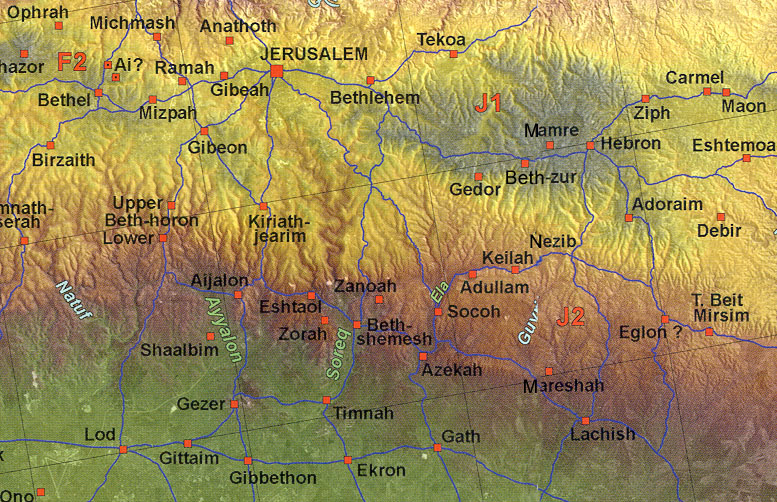 Ophrah
Michmash
Anathoth
Tekoa
JERUSALEM
hazor
F2
Ai?
Ramah
Gibeah
Bethlehem
Carmel
Maon
Ziph
Bethel
Mizpah
J1
Mamre
Hebron
Gibeon
Birzaith
Eshtemoa
Gedor
Beth-zur
Upper
Beth-horon
Lower
Kiriath-
jearim
mnath-
serah
Adoraim
Debir
Nezib
Keilah
Adullam
Natuf
Aijalon
Zanoah
Ela
Eshtaol
Socoh
Guv
J2
T. Beit
Mirsim
Eglon ?
Ayyalon
Zorah
Soreq
Beth-
shemesh
Shaalbim
Azekah
Mareshah
Gezer
Timnah
Lachish
Lod
Gittaim
Gath
k
Gibbethon
Ekron
Ono